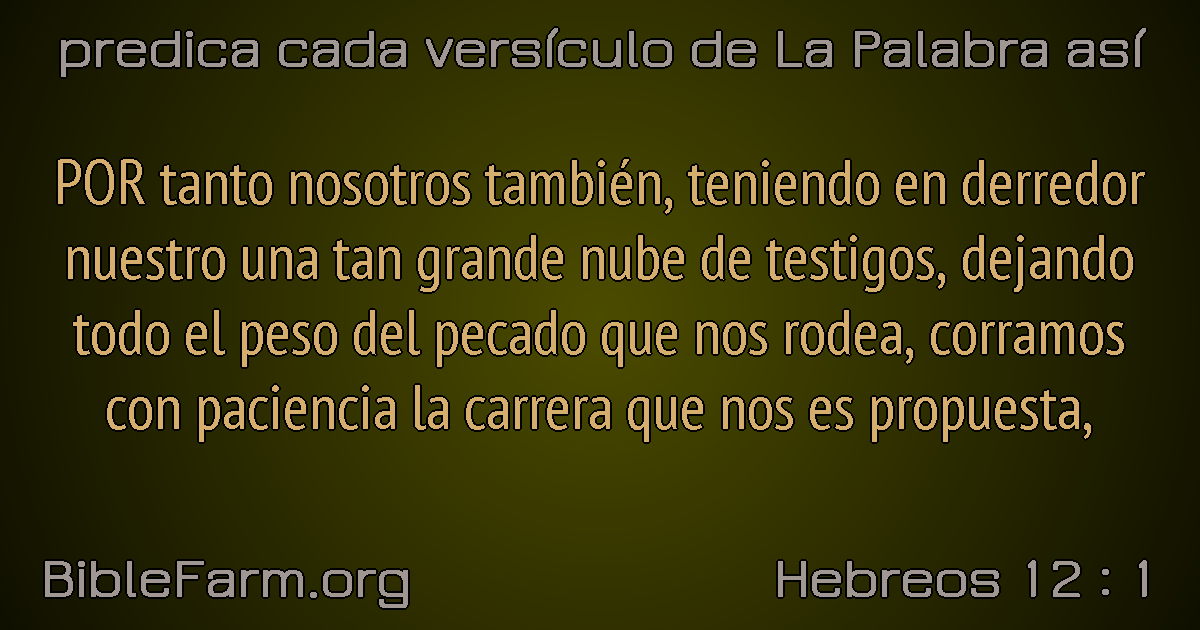 predica cada versículo de La Palabra así
POR tanto nosotros también, teniendo en derredor
nuestro una tan grande nube de testigos, dejando
todo el peso del pecado que nos rodea, corramos
con paciencia la carrera que nos es propuesta,
BibleFarm.org
Hebreos 12 : 1